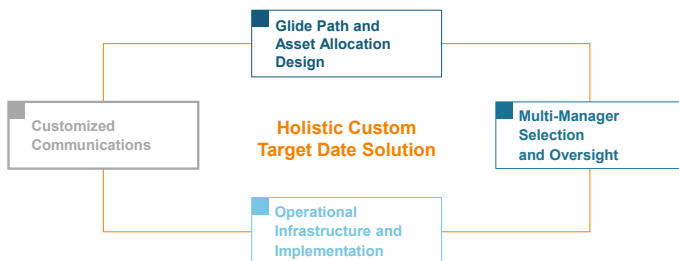 Glide Path and
Asset Allocation
Design
Customized
Communications
Holistic Custom
Target Date Solution
Multi-Manager
Selection
and Oversight
Operational
Infrastructure and
Implementation